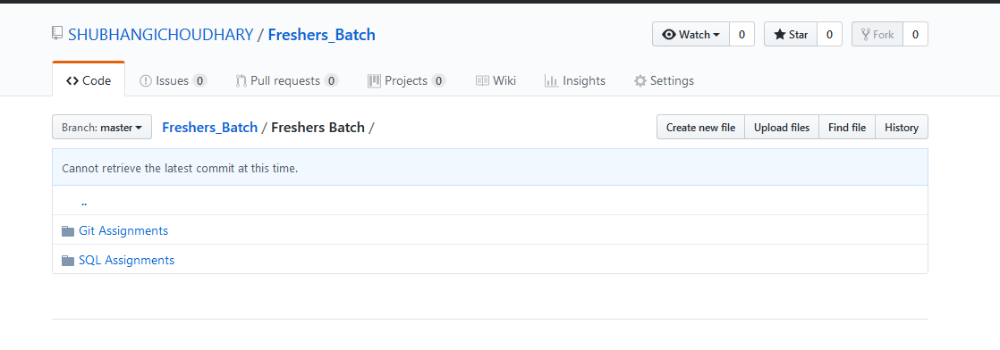 SHUBHANGICHOUDHARY / Freshers_Batch
Watch 0 Star 0 Fork 0
Code Issues 0 Pull requests 0 Projects 0 Wiki Insights Settings
Branch: master Freshers_Batch / Freshers Batch / Create new file Upload files Find file History
Cannot retrieve the latest commit at this time.
..
Git Assignments
SQL Assignments